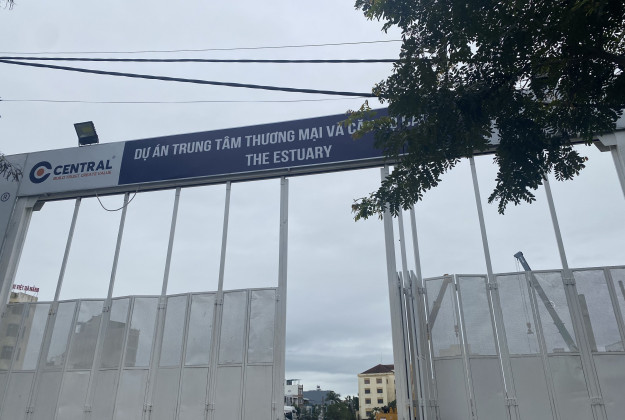 CENTRAL
DỰ ÁN TRUNG TÂM THƯƠNG MẠI VÀ
THE ESTUARY